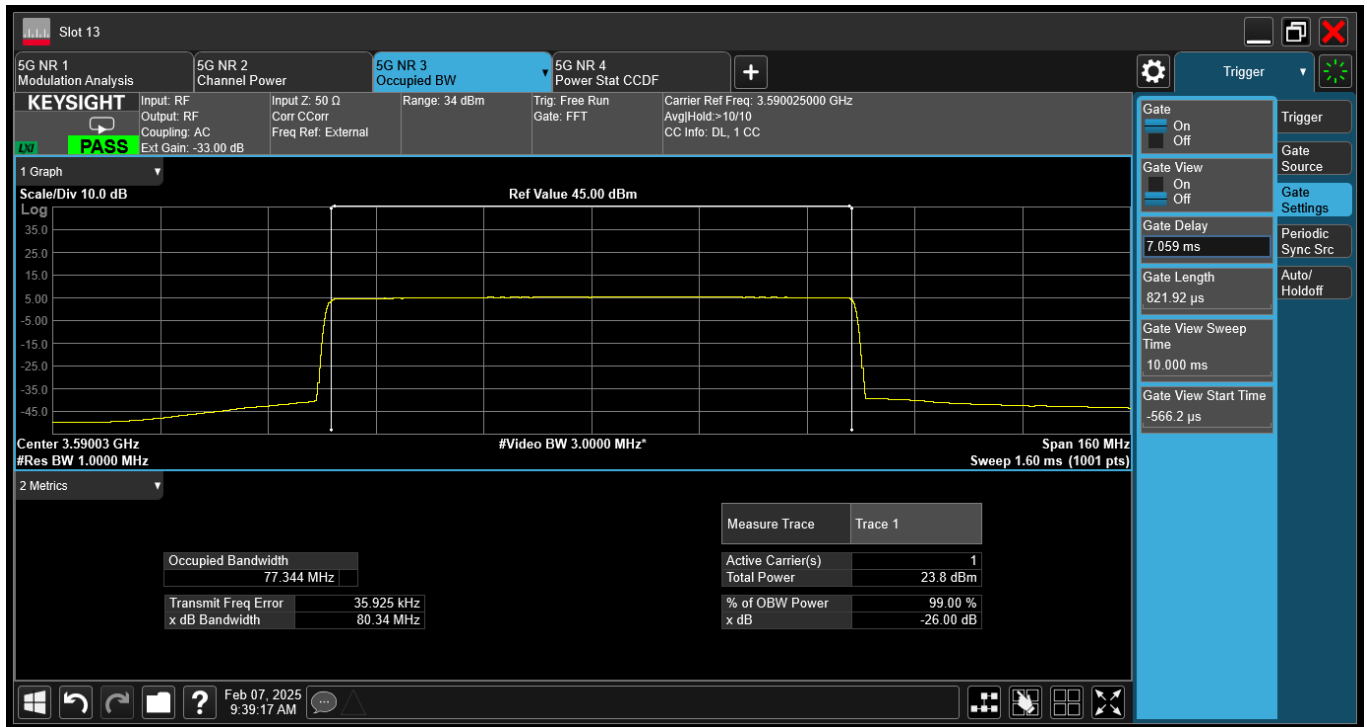 Slot 13
5G NR 1
Modulation Analysis
5G NR 2
Channel Power
5G NR 3
Occupied BW
5G NR 4
Power Stat CCDF
Trigger
KEYSIGHT
LXI
PASS
Input: RF
Output: RF
Coupling: AC
Ext Gain: -33.00 dB
Input Z: 50 Ω
Corr CCorr
Freq Ref: External
Range: 34 dBm
Trig: Free Run
Gate: FFT
Carrier Ref Freq: 3.590025000 GHz
Avg|Hold:>10/10
CC Info: DL, 1 CC
1 Graph
Scale/Div 10.0 dB
Ref Value 45.00 dBm
Log
35.0
25.0
15.0
5.00
-5.00
-15.0
-25.0
-35.0
-45.0
Center 3.59003 GHz
#Video BW 3.0000 MHz*
Span 160 MHz
#Res BW 1.0000 MHz
Sweep 1.60 ms (1001 pts)
2 Metrics
Measure Trace Trace 1
Occupied Bandwidth
77.344 MHz
Transmit Freq Error 35.925 kHz
x dB Bandwidth 80.34 MHz
Active Carrier(s) 1
Total Power 23.8 dBm
% of OBW Power 99.00 %
x dB -26.00 dB
Gate
On
Off
Gate View
On
Off
Gate Delay
7.059 ms
Gate Length
821.92 µs
Gate View Sweep
Time
10.000 ms
Gate View Start Time
-566.2 µs
Trigger
Gate
Source
Gate
Settings
Periodic
Sync Src
Auto/
Holdoff
?
Feb 07, 2025
9:39:17 AM